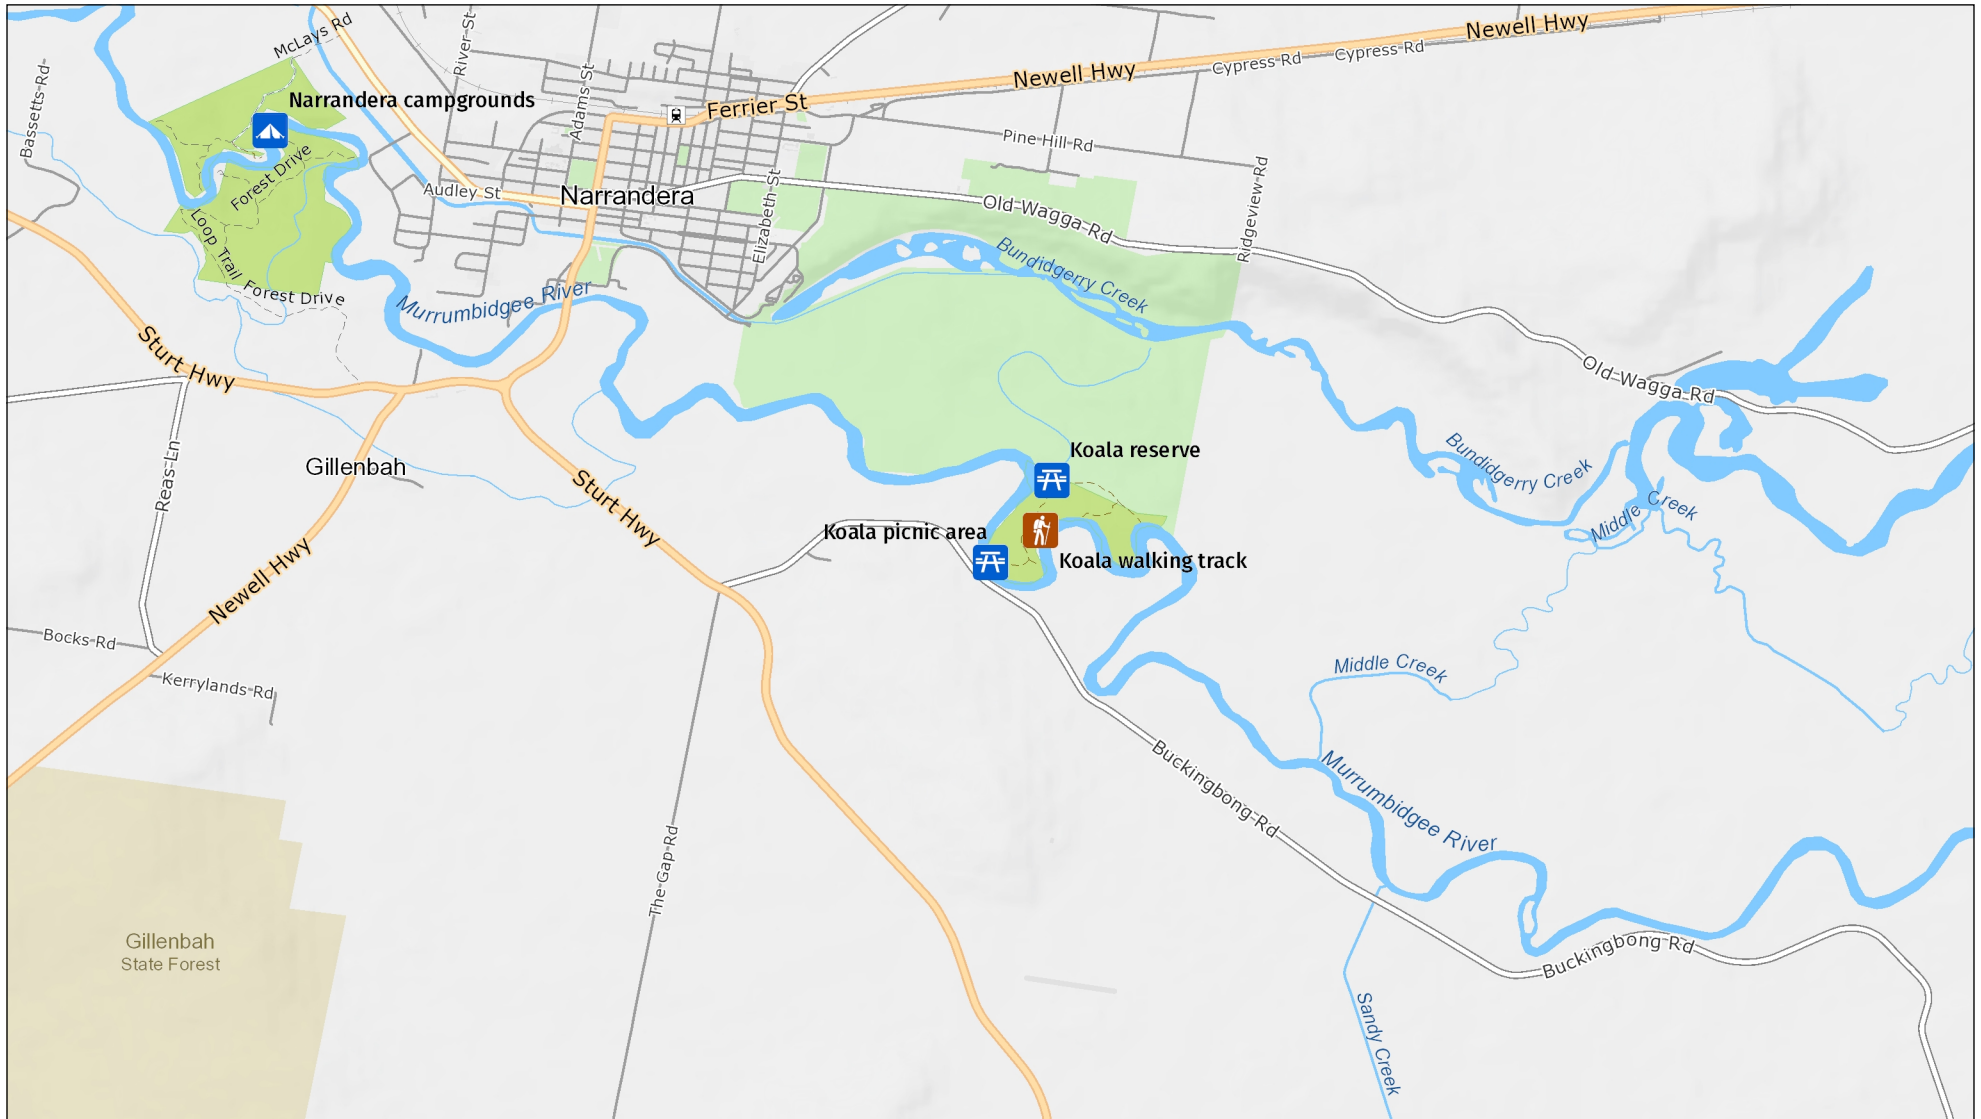 McLays Rd
River St
Newell Hwy
Cypress Rd
Cypress Rd
Bassetts Rd
Narrandera campgrounds
Adams St
Ferrier St
Newell Hwy
Pine Hill Rd
Forest Drive
Audley St
Narrandera
Elizabeth St
Old Wagga Rd
Ridgeview Rd
Loop Trail
Forest Drive
Murrumbidgee River
Bundidgerry Creek
Sturt Hwy
Old Wagga Rd
Reas Ln
Gillenbah
Koala reserve
Bundidgerry Creek
Sturt Hwy
Middle Creek
Koala picnic area
Koala walking track
Newell Hwy
Bocks Rd
Kerrylands Rd
Middle Creek
Buckingbong Rd
Murrumbidgee River
The Gap Rd
Gillenbah
State Forest
Buckingbong Rd
Sandy Creek